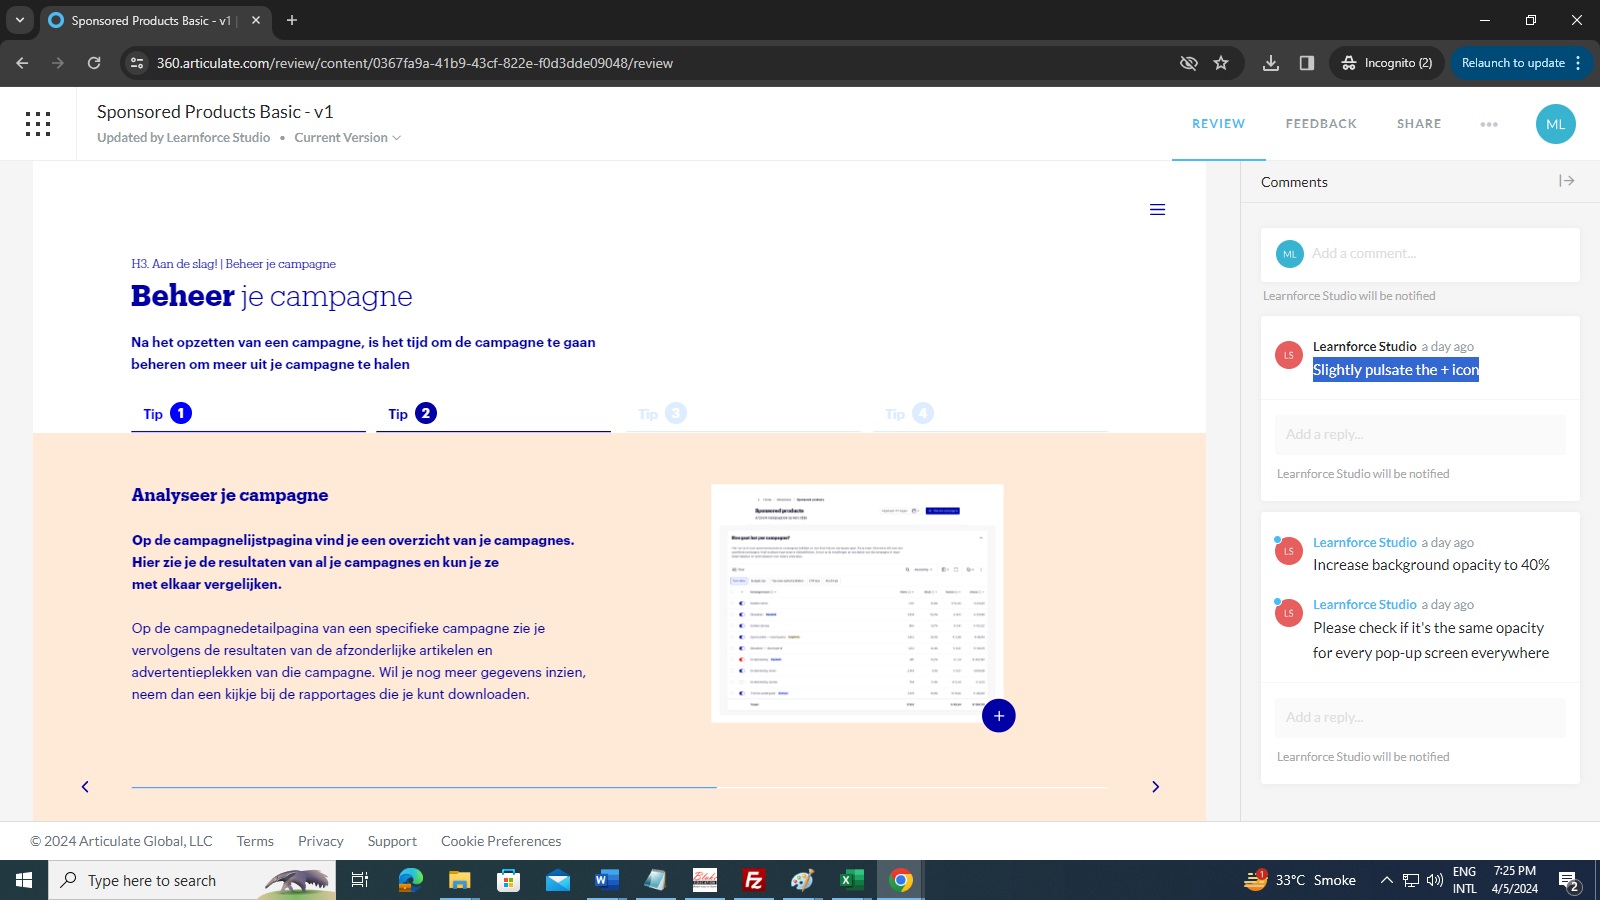 Sponsored Products Basic - v1 |
360.articulate.com/review/content/0367fa9a-41b9-43cf-822e-f0d3dde09048/review
Incognito (2)
Relaunch to update
Sponsored Products Basic - v1
Updated by Learnforce Studio • Current Version
REVIEW
FEEDBACK
SHARE
ML
H3. Aan de slag! | Beheer je campagne
Beheer je campagne
Na het opzetten van een campagne, is het tijd om de campagne te gaan
beheren om meer uit je campagne te halen
Tip 1
Tip 2
Tip 3
Tip 4
Analyseer je campagne
Op de campagnelijstpagina vind je een overzicht van je campagnes.
Hier zie je de resultaten van al je campagnes en kun je ze
met elkaar vergelijken.
Op de campagnedetailpagina van een specifieke campagne zie je
vervolgens de resultaten van de afzonderlijke artikelen en
advertentieplekken van die campagne. Wil je nog meer gegevens inzien,
neem dan een kijkje bij de rapportages die je kunt downloaden.
Sponsored products
Hoe gaat het per campagne?
+
Comments
ML
Add a comment...
Learnforce Studio will be notified
LS
Learnforce Studio a day ago
Slightly pulsate the + icon
Add a reply...
Learnforce Studio will be notified
LS
Learnforce Studio a day ago
Increase background opacity to 40%
LS
Learnforce Studio a day ago
Please check if it's the same opacity
for every pop-up screen everywhere
Add a reply...
Learnforce Studio will be notified
© 2024 Articulate Global, LLC
Terms
Privacy
Support
Cookie Preferences
Type here to search
33°C Smoke
ENG
INTL
7:25 PM
4/5/2024
2